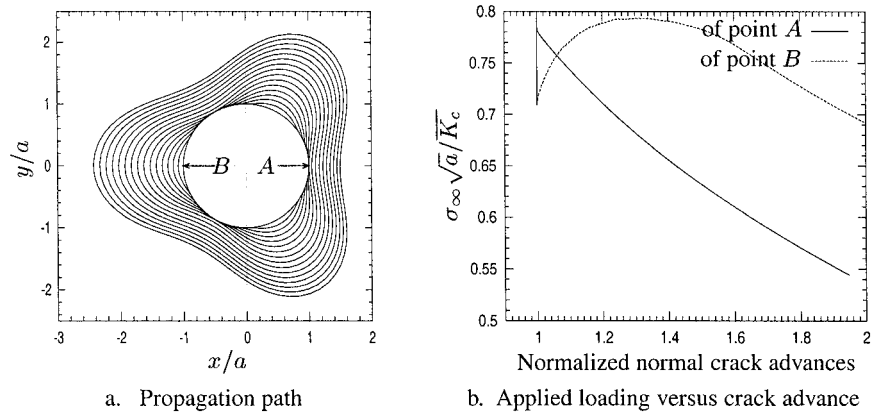 2
1
0
-1
-2
y/a
B
A
-3
-2
-1
0
1
2
x/a
a. Propagation path
0.8
0.75
0.7
0.65
0.6
0.55
0.5
σ∞√a/K̅c
of point A
of point B
1
1.2
1.4
1.6
1.8
2
Normalized normal crack advances
b. Applied loading versus crack advance